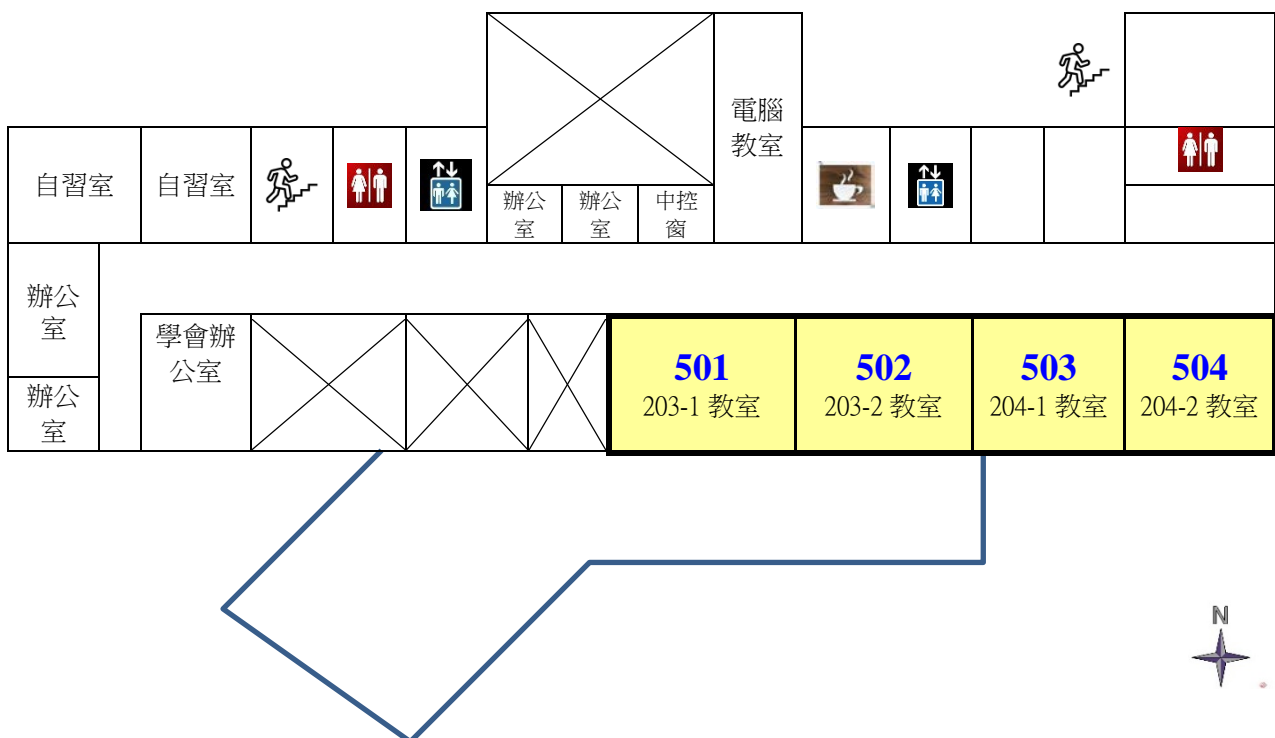 電腦
教室
自習室
自習室
辦公
室
辦公
室
中控
窗
辦公
室
學會辦
公室
501
203-1 教室
502
203-2 教室
503
204-1 教室
504
204-2 教室
辦公
室
N